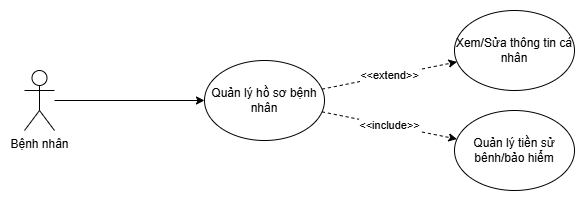 Bệnh nhân
Quản lý hồ sơ bệnh
nhân
<<extend>>
<<include>>
Xem/Sửa thông tin cá
nhân
Quản lý tiền sử
bênh/bảo hiểm